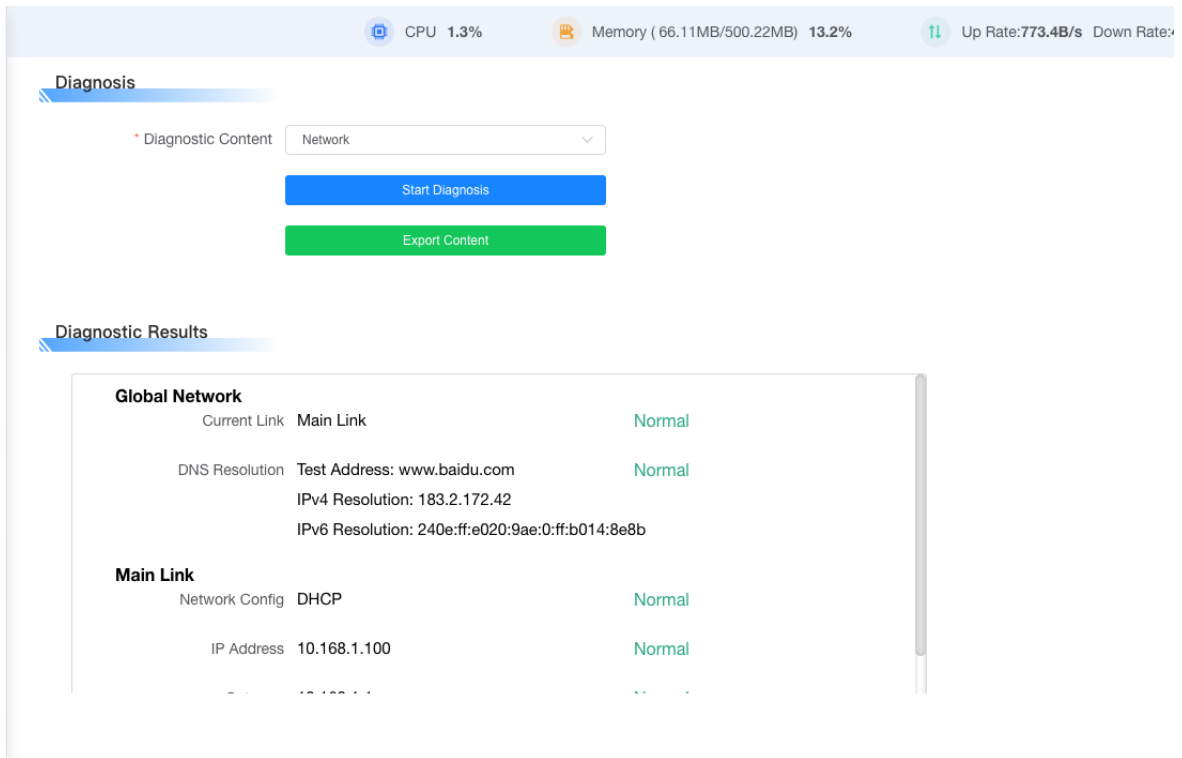 CPU 1.3% Memory ( 66.11MB/500.22MB) 13.2% Up Rate:773.4B/s Down Rate:
Diagnosis
* Diagnostic Content Network
Start Diagnosis
Export Content
Diagnostic Results
Global Network
Current Link Main Link Normal
DNS Resolution Test Address: www.baidu.com Normal
IPv4 Resolution: 183.2.172.42
IPv6 Resolution: 240e:ff:e020:9ae:0:ff:b014:8e8b
Main Link
Network Config DHCP Normal
IP Address 10.168.1.100 Normal